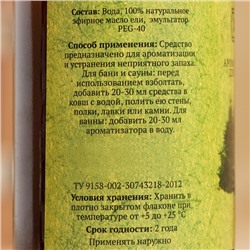 Состав: Вода, 100% натуральное
эфирное масло ели, эмульгатор
PEG-40
Способ применения: Средство
предназначено для ароматизации
и устранения неприятного запаха.
Для бани и сауны: перед
использованием взболтать,
добавить 20-30 мл средства в
ковш с водой, полить ею стены,
полки, лавки или камни. Для
ванны: добавить 20-30 мл
ароматизатора в воду.
ТУ 9158-002-30743218-2012
Условия хранения: Хранить в
плотно закрытом флаконе при
температуре от +5 до +25 °C
Срок годности: 2 года
Применять наружно